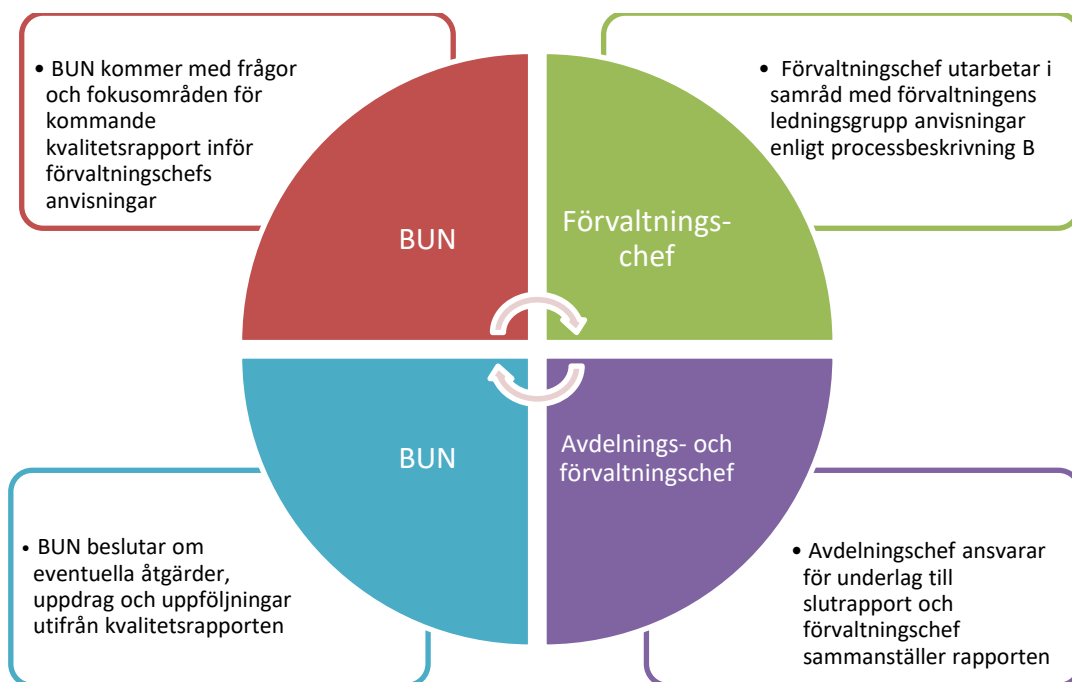 • BUN kommer med frågor
och fokusområden för
kommande
kvalitetsrapport inför
förvaltningschefs
anvisningar
• Förvaltningschef utarbetar i
samråd med förvaltningens
ledningsgrupp anvisningar
enligt processbeskrivning B
BUN
Förvaltnings-
chef
BUN
Avdelnings- och
förvaltningschef
• BUN beslutar om
eventuella åtgärder,
uppdrag och uppföljningar
utifrån kvalitetsrapporten
• Avdelningschef ansvarar
för underlag till
slutrapport och
förvaltningschef
sammanställer rapporten